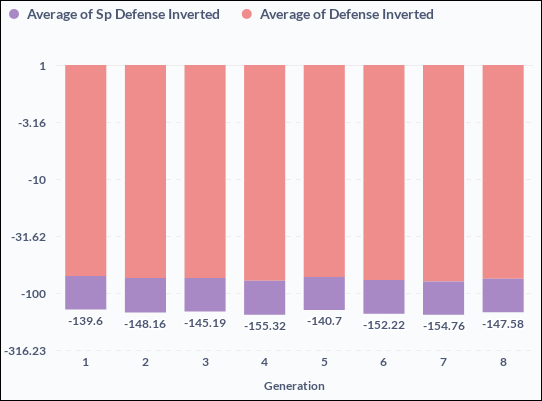 Average of Sp Defense Inverted Average of Defense Inverted
1
-3.16
-10
-31.62
-100
-316.23
-139.6 -148.16 -145.19 -155.32 -140.7 -152.22 -154.76 -147.58
1 2 3 4 5 6 7 8
Generation